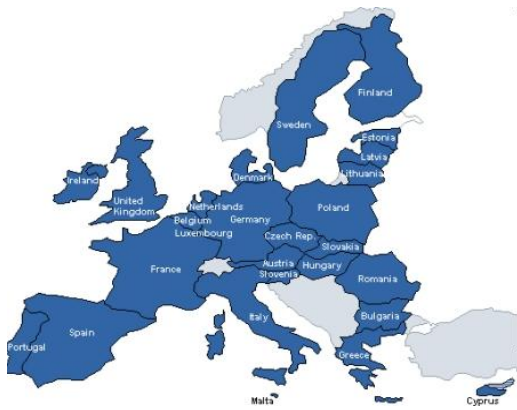 Finland
Sweden
Estonia
Latvia
Lithuania
Denmark
Ireland
United
Kingdom
Netherlands
Belgium
Germany
Poland
Luxembourg
Czech Rep.
Slovakia
France
Austria
Hungary
Slovenia
Romania
Italy
Bulgaria
Spain
Portugal
Greece
Malta
Cyprus